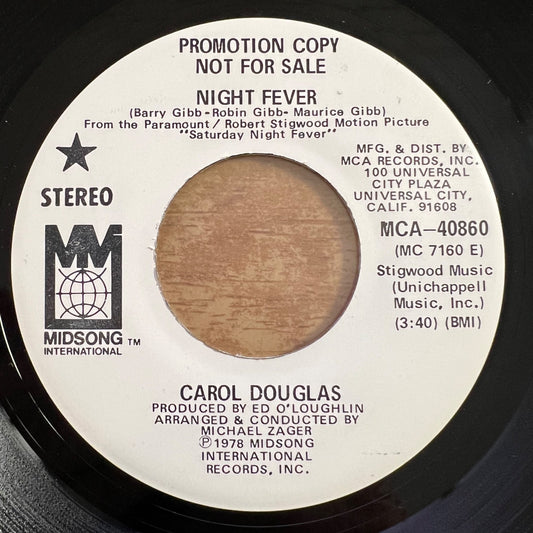 PROMOTION COPY
NOT FOR SALE
NIGHT FEVER
(Barry Gibb-Robin Gibb-Maurice Gibb)
From the Paramount/Robert Stigwood Motion Picture
"Saturday Night Fever"
STEREO
MIDSONG TM
INTERNATIONAL
MFG. & DIST. BY
MCA RECORDS, INC.
100 UNIVERSAL
CITY PLAZA
UNIVERSAL CITY,
CALIF. 91608
MCA-40860
(MC 7160 E)
Stigwood Music
(Unichappell
Music, Inc.)
(3:40) (BMI)
CAROL DOUGLAS
PRODUCED BY ED O'LOUGHLIN
ARRANGED & CONDUCTED BY
MICHAEL ZAGER
℗1978 MIDSONG
INTERNATIONAL
RECORDS, INC.